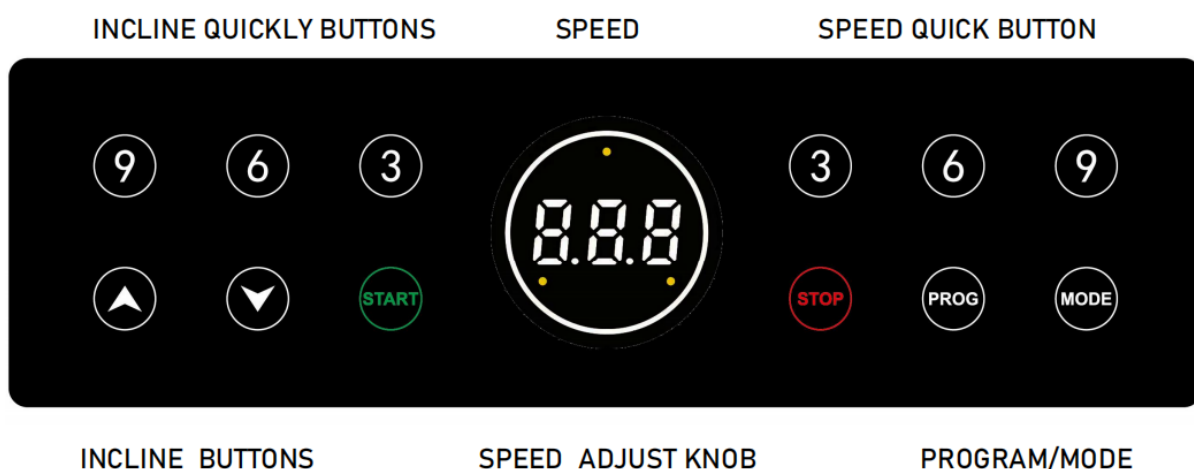 INCLINE QUICKLY BUTTONS SPEED SPEED QUICK BUTTON
9 6 3 3 6 9
8.8.8
START STOP PROG MODE
INCLINE BUTTONS SPEED ADJUST KNOB PROGRAM/MODE